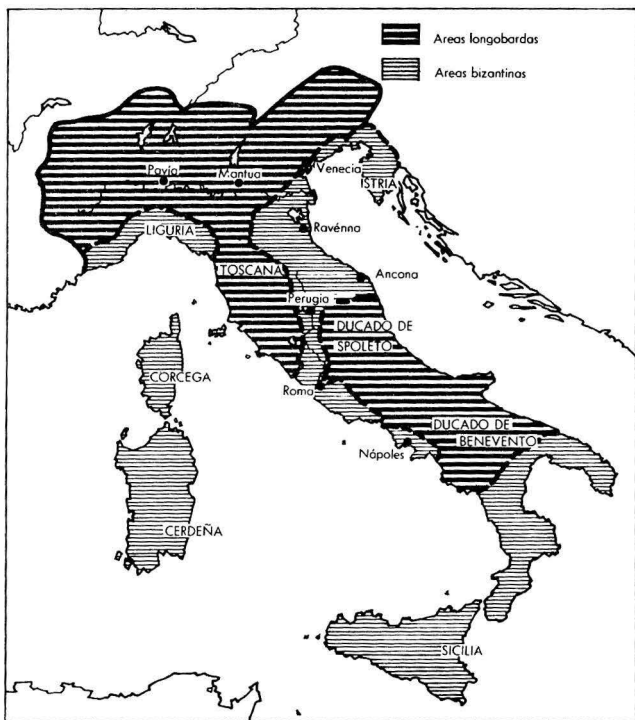 Areas longobardas
Areas bizantinas
Pavía
Mantua
Venecia
ISTRIA
LIGURIA
Ravénna
TOSCANA
Ancona
Perugia
DUCADO DE
SPOLETO
CORCEGA
Roma
DUCADO DE
BENEVENTO
Nápoles
CERDEÑA
SICILIA